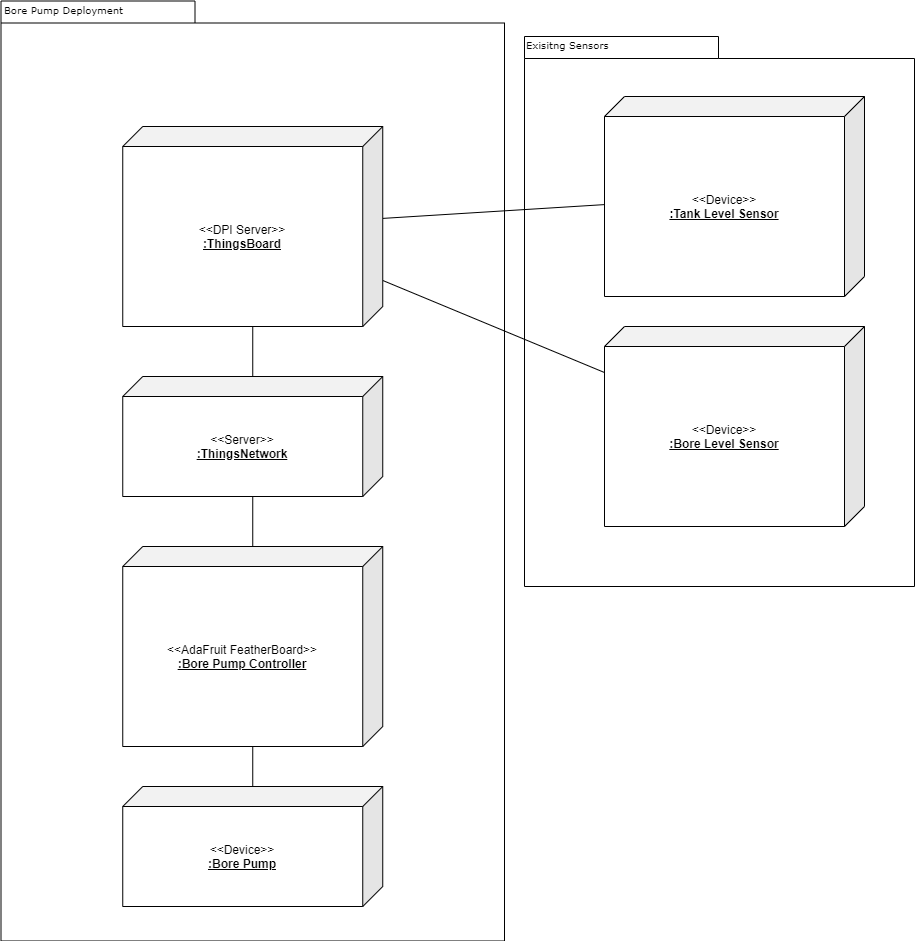 Bore Pump Deployment
Exisitng Sensors
<<Device>>
:Tank Level Sensor
<<DPI Server>>
:ThingsBoard
<<Device>>
:Bore Level Sensor
<<Server>>
:ThingsNetwork
<<AdaFruit FeatherBoard>>
:Bore Pump Controller
<<Device>>
:Bore Pump